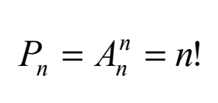 Pₙ = Aₙⁿ = n!